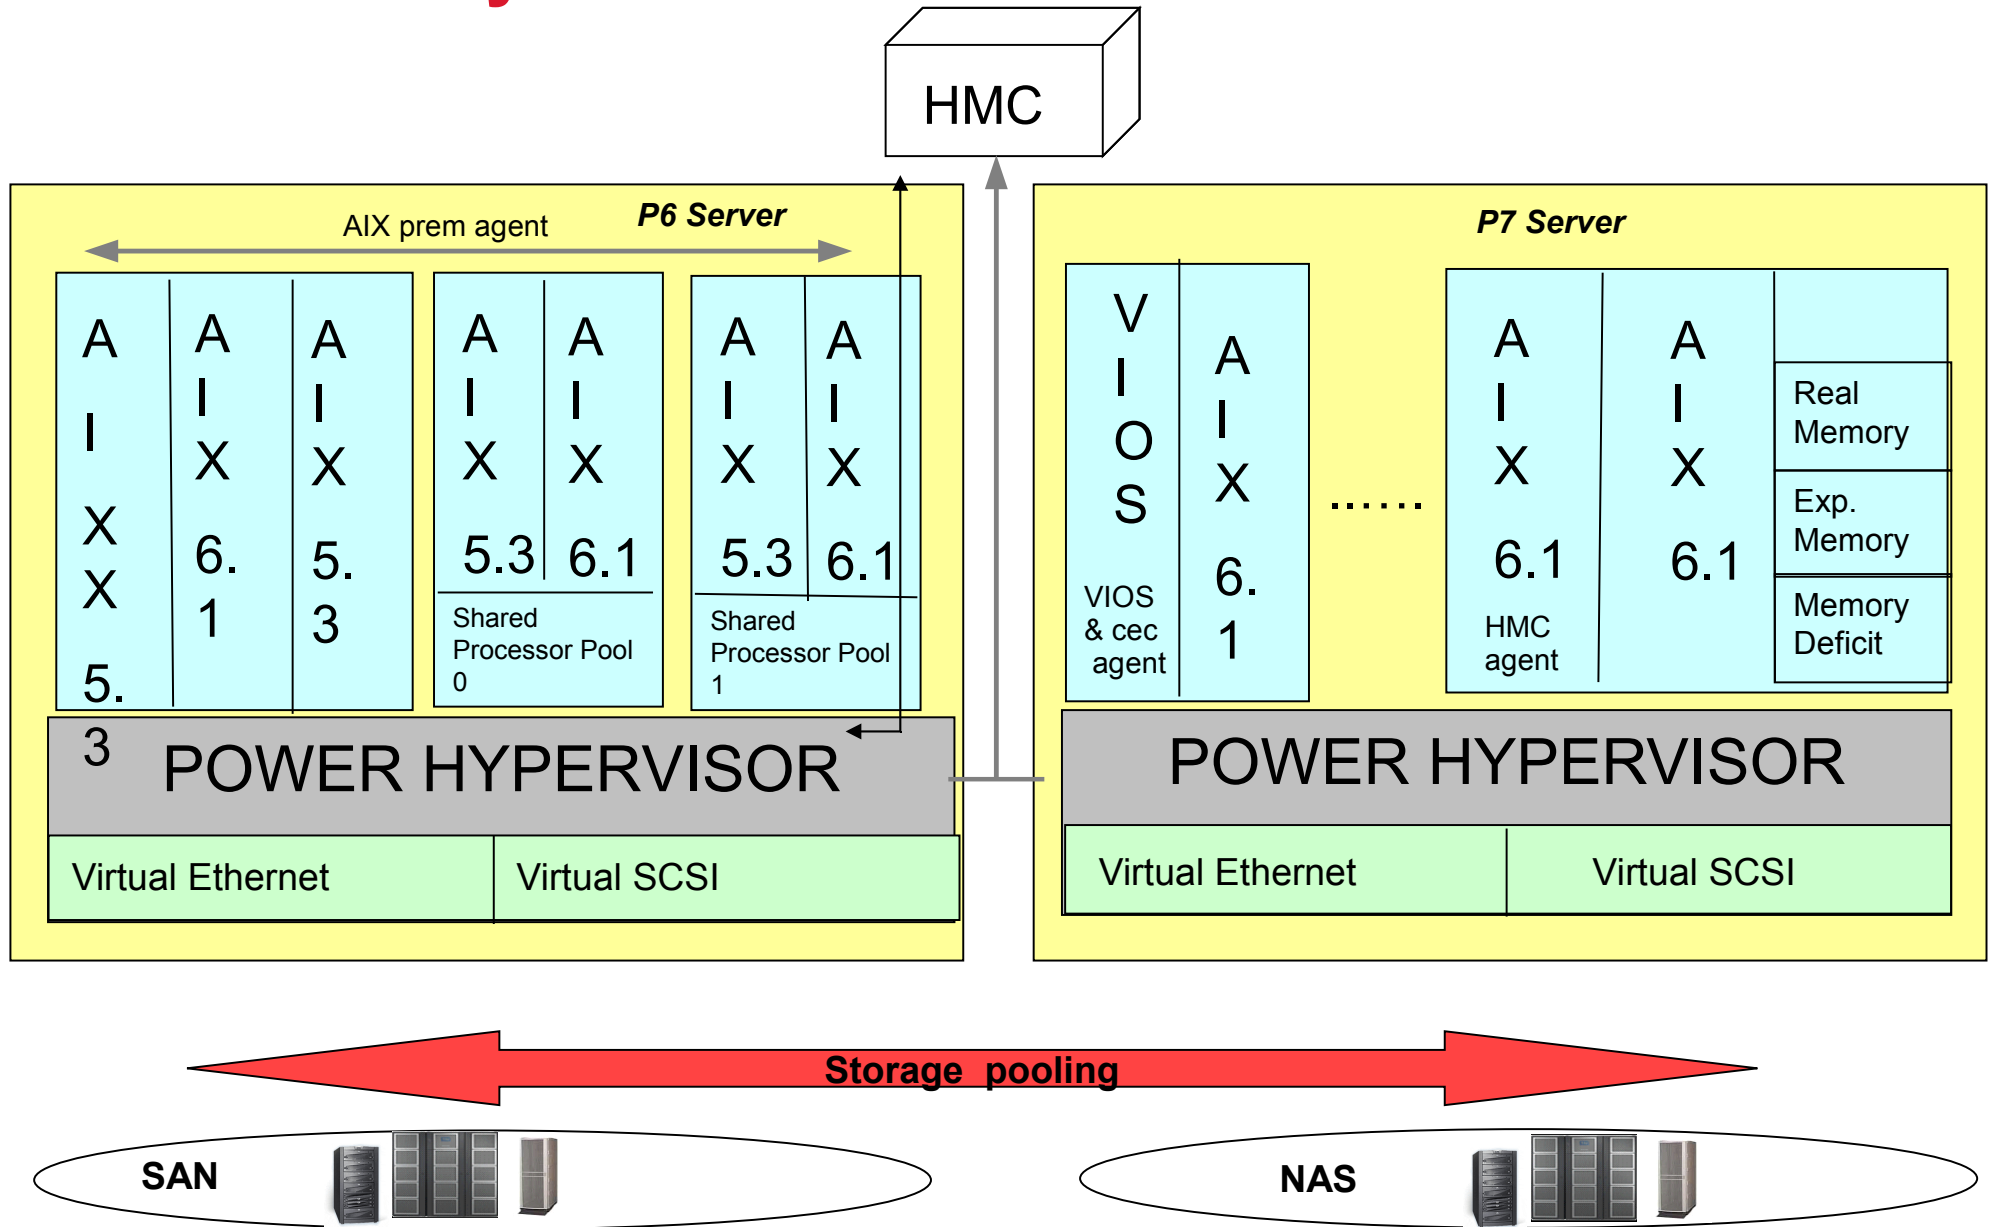 HMC
P6 Server
AIX prem agent
A
I
X
X
5.
3
A
I
X
6.
1
A
I
X
5.
3
A
I
X
5.3
A
I
X
6.1
Shared
Processor Pool
0
A
I
X
5.3
A
I
X
6.1
Shared
Processor Pool
1
POWER HYPERVISOR
Virtual Ethernet
Virtual SCSI
P7 Server
V
I
O
S
VIOS
& cec
agent
A
I
X
6.
1
......
A
I
X
6.1
HMC
agent
A
I
X
6.1
Real
Memory
Exp.
Memory
Memory
Deficit
POWER HYPERVISOR
Virtual Ethernet
Virtual SCSI
Storage pooling
SAN
NAS